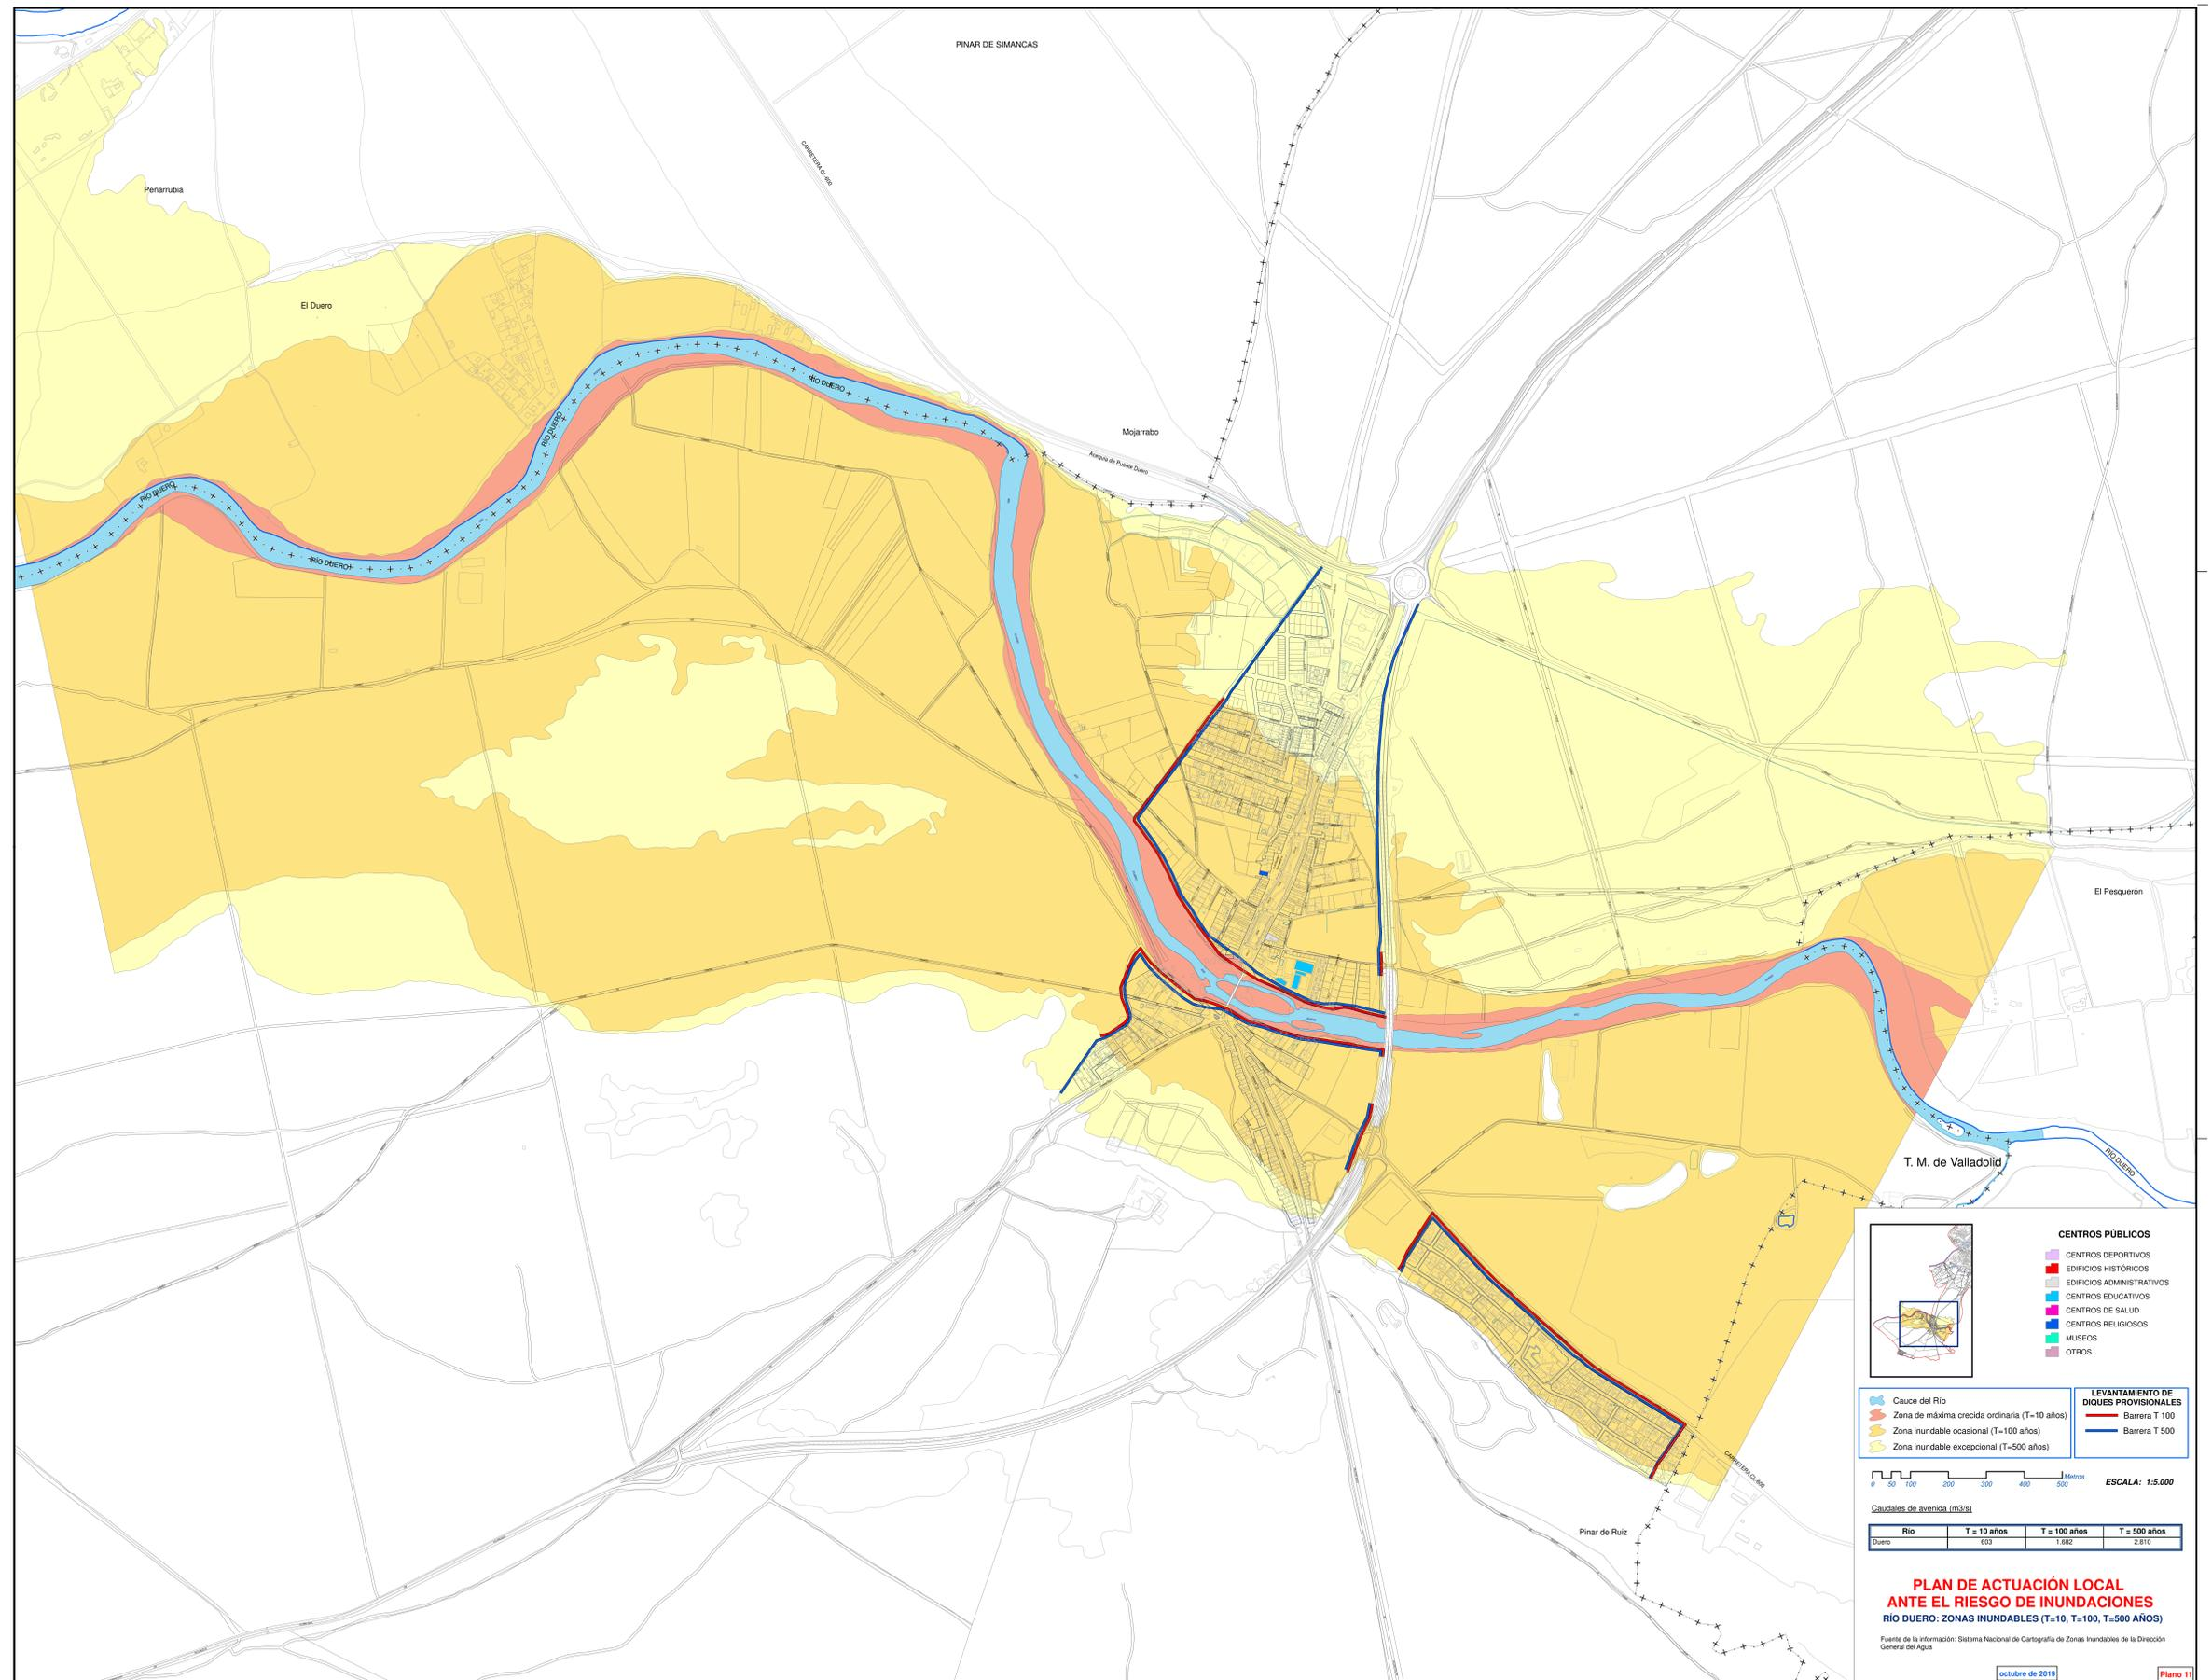 PINAR DE SIMANCAS
CARRETERA CL-600
Peñarrubia
El Duero
RÍO DUERO
RÍO DUERO
RÍO DUERO
RÍO DUERO
Mojarrabo
Acequia de Puente Duero
El Pesquerón
T. M. de Valladolid
RÍO DUERO
CARRETERA CL-600
Pinar de Ruiz
CENTROS PÚBLICOS
CENTROS DEPORTIVOS
EDIFICIOS HISTÓRICOS
EDIFICIOS ADMINISTRATIVOS
CENTROS EDUCATIVOS
CENTROS DE SALUD
CENTROS RELIGIOSOS
MUSEOS
OTROS
Cauce del Río
Zona de máxima crecida ordinaria (T=10 años)
Zona inundable ocasional (T=100 años)
Zona inundable excepcional (T=500 años)
LEVANTAMIENTO DE
DIQUES PROVISIONALES
Barrera T 100
Barrera T 500
Metros
0 50 100 200 300 400 500
ESCALA: 1:5.000
Caudales de avenida (m3/s)
Río T = 10 años T = 100 años T = 500 años
Duero 603 1.682 2.810
PLAN DE ACTUACIÓN LOCAL
ANTE EL RIESGO DE INUNDACIONES
RÍO DUERO: ZONAS INUNDABLES (T=10, T=100, T=500 AÑOS)
Fuente de la información: Sistema Nacional de Cartografía de Zonas Inundables de la Dirección
General del Agua
octubre de 2019
Plano 11